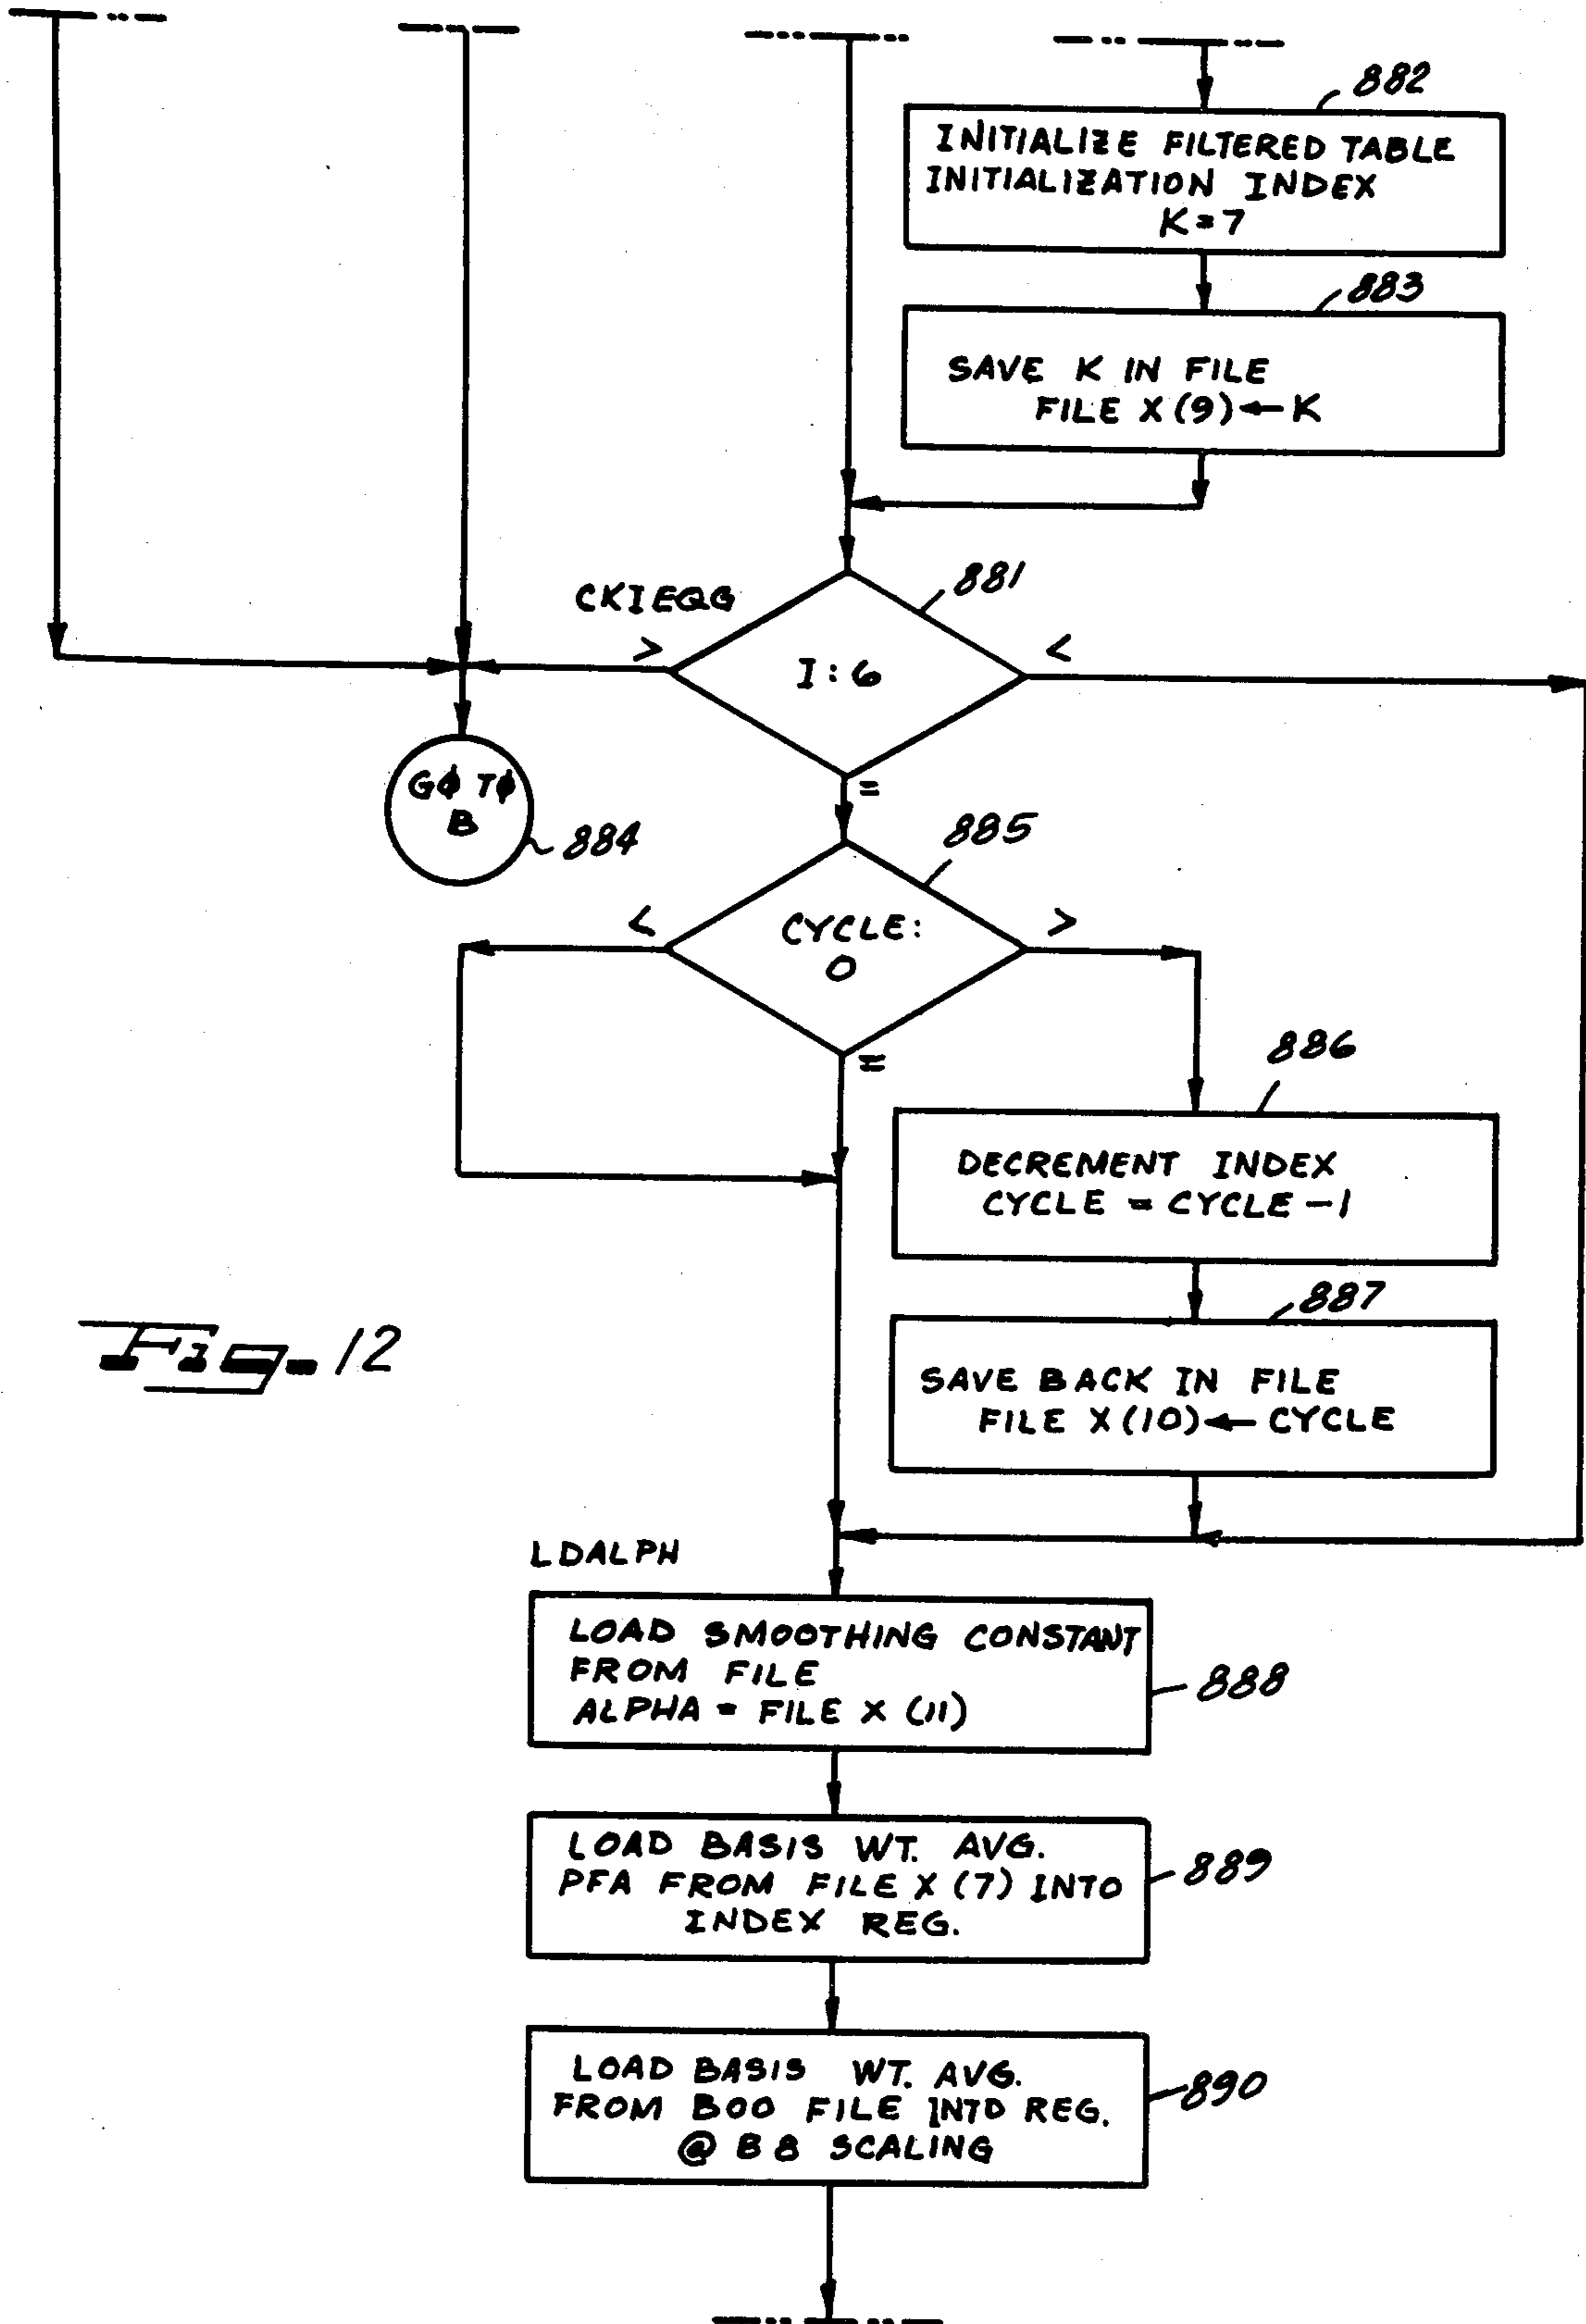 882
INITIALIZE FILTERED TABLE
INITIALIZATION INDEX
K=7
883
SAVE K IN FILE
FILE X(9)←K
881
CKIEQG
>
<
I:6
=
GϕTϕ
B
884
885
<
>
CYCLE:
0
=
886
DECREMENT INDEX
CYCLE = CYCLE -1
887
SAVE BACK IN FILE
FILE X(10)← CYCLE
Fig-12
LDALPH
LOAD SMOOTHING CONSTANT
FROM FILE
ALPHA = FILE X (11)
888
LOAD BASIS WT. AVG.
PFA FROM FILE X (7) INTO
INDEX REG.
889
LOAD BASIS WT. AVG.
FROM BOO FILE INTO REG.
@ B8 SCALING
890